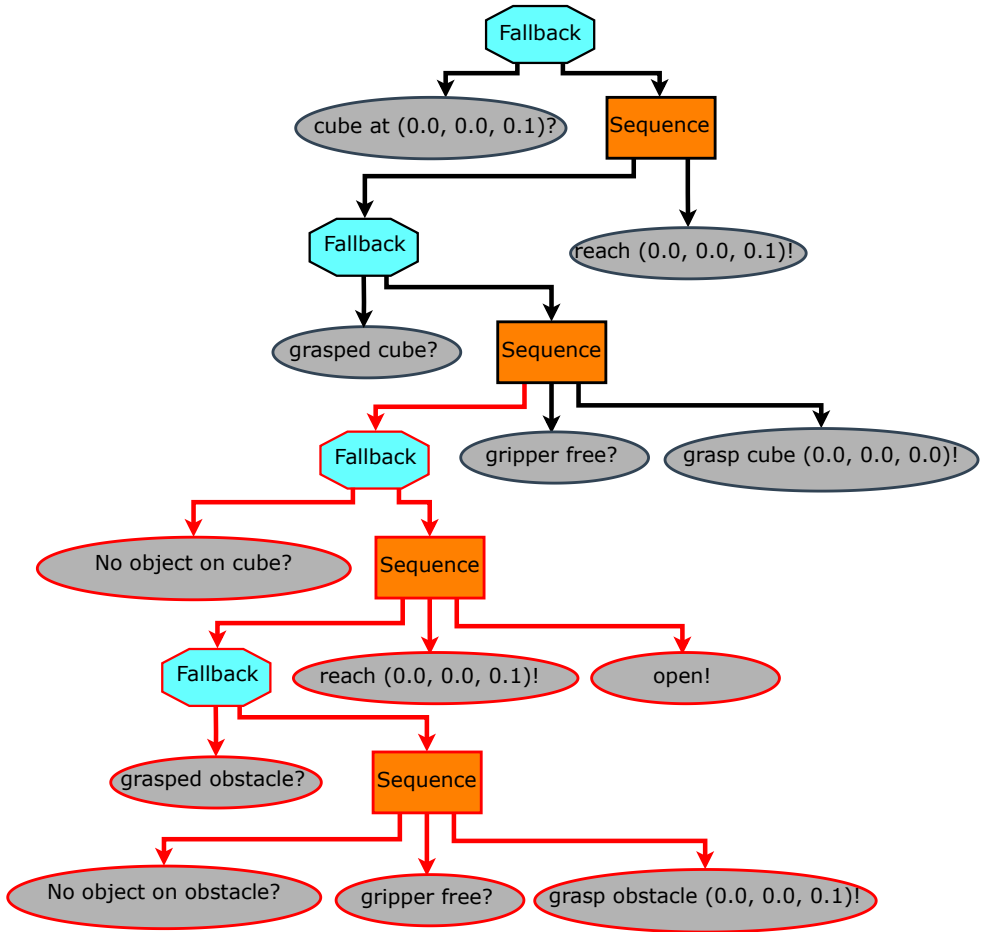 Fallback
cube at (0.0, 0.0, 0.1)?
Sequence
Fallback
reach (0.0, 0.0, 0.1)!
grasped cube?
Sequence
Fallback
gripper free?
grasp cube (0.0, 0.0, 0.0)!
No object on cube?
Sequence
Fallback
reach (0.0, 0.0, 0.1)!
open!
grasped obstacle?
Sequence
No object on obstacle?
gripper free?
grasp obstacle (0.0, 0.0, 0.1)!